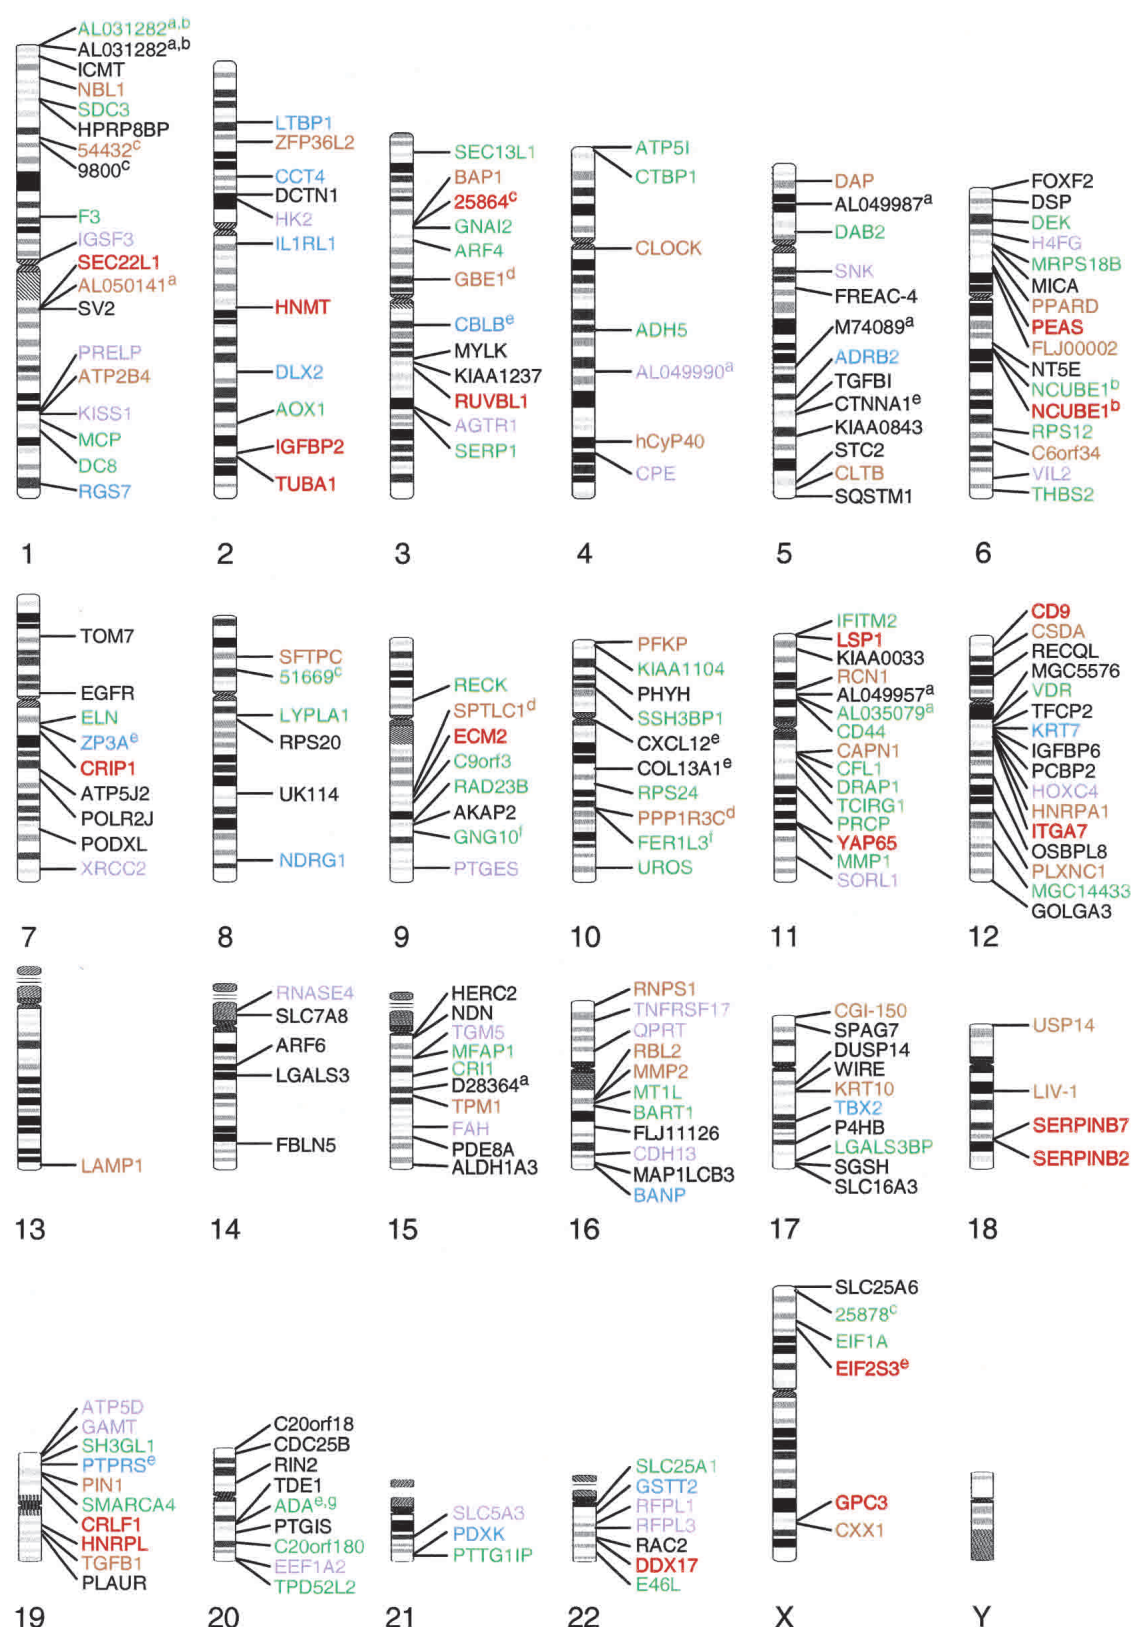 AL031282a,b
AL031282a,b
ICMT
NBL1
SDC3
HPRP8BP
54432c
9800c
F3
IGSF3
SEC22L1
AL050141a
SV2
PRELP
ATP2B4
KISS1
MCP
DC8
RGS7
1
LTBP1
ZFP36L2
CCT4
DCTN1
HK2
IL1RL1
HNMT
DLX2
AOX1
IGFBP2
TUBA1
2
SEC13L1
BAP1
25864c
GNAI2
ARF4
GBE1d
CBLBe
MYLK
KIAA1237
RUVBL1
AGTR1
SERP1
3
ATP5I
CTBP1
CLOCK
ADH5
AL049990a
hCyP40
CPE
4
DAP
AL049987a
DAB2
SNK
FREAC-4
M74089a
ADRB2
TGFBI
CTNNA1e
KIAA0843
STC2
CLTB
SQSTM1
5
FOXF2
DSP
DEK
H4FG
MRPS18B
MICA
PPARD
PEAS
FLJ00002
NT5E
NCUBE1b
NCUBE1b
RPS12
C6orf34
VIL2
THBS2
6
TOM7
EGFR
ELN
ZP3Ae
CRIP1
ATP5J2
POLR2J
PODXL
XRCC2
7
SFTPC
51669c
LYPLA1
RPS20
UK114
NDRG1
8
RECK
SPTLC1d
ECM2
C9orf3
RAD23B
AKAP2
GNG10f
PTGES
9
PFKP
KIAA1104
PHYH
SSH3BP1
CXCL12e
COL13A1e
RPS24
PPP1R3Cd
FER1L3f
UROS
10
IFITM2
LSP1
KIAA0033
RCN1
AL049957a
AL035079a
CD44
CAPN1
CFL1
DRAP1
TCIRG1
PRCP
YAP65
MMP1
SORL1
11
CD9
CSDA
RECQL
MGC5576
VDR
TFCP2
KRT7
IGFBP6
PCBP2
HOXC4
HNRPA1
ITGA7
OSBPL8
PLXNC1
MGC14433
GOLGA3
12
LAMP1
13
RNASE4
SLC7A8
ARF6
LGALS3
FBLN5
14
HERC2
NDN
TGM5
MFAP1
CRI1
D28364a
TPM1
FAH
PDE8A
ALDH1A3
15
RNPS1
TNFRSF17
QPRT
RBL2
MMP2
MT1L
BART1
FLJ11126
CDH13
MAP1LCB3
BANP
16
CGI-150
SPAG7
DUSP14
WIRE
KRT10
TBX2
P4HB
LGALS3BP
SGSH
SLC16A3
17
USP14
LIV-1
SERPINB7
SERPINB2
18
ATP5D
GAMT
SH3GL1
PTPRSe
PIN1
SMARCA4
CRLF1
HNRPL
TGFB1
PLAUR
19
C20orf18
CDC25B
RIN2
TDE1
ADAe,g
PTGIS
C20orf180
EEF1A2
TPD52L2
20
SLC5A3
PDXK
PTTG1IP
21
SLC25A1
GSTT2
RFPL1
RFPL3
RAC2
DDX17
E46L
22
SLC25A6
25878c
EIF1A
EIF2S3e
GPC3
CXX1
X
Y